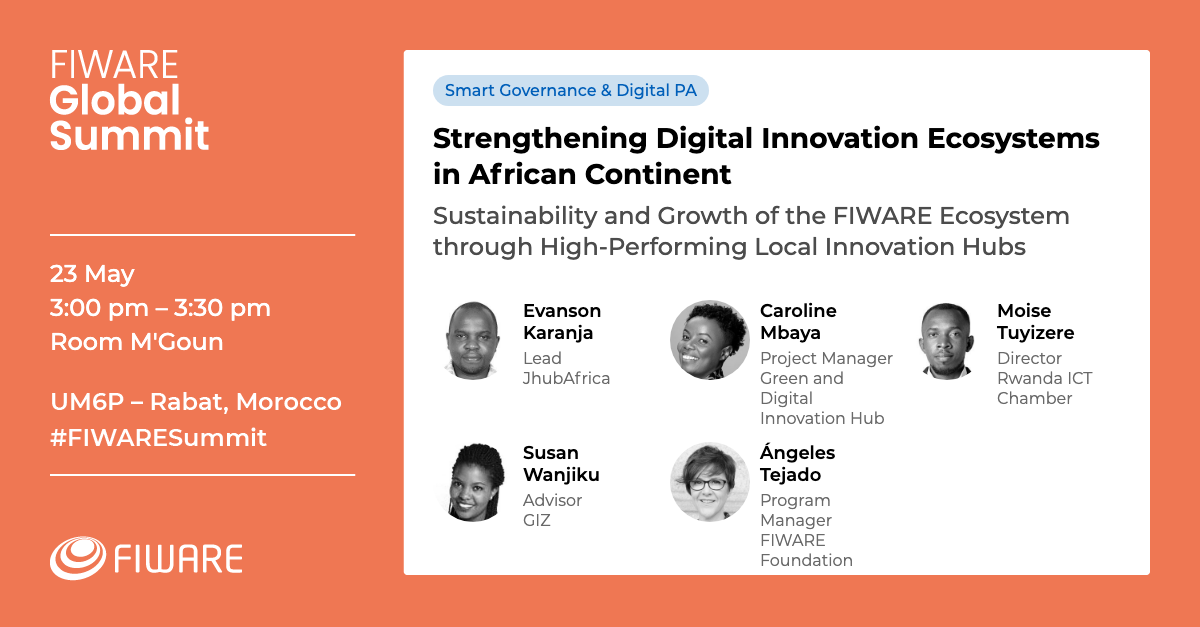 FIWARE
Global
Summit
23 May
3:00 pm – 3:30 pm
Room M'Goun
UM6P – Rabat, Morocco
#FIWARESummit
FIWARE
Smart Governance & Digital PA
Strengthening Digital Innovation Ecosystems
in African Continent
Sustainability and Growth of the FIWARE Ecosystem
through High-Performing Local Innovation Hubs
Evanson
Karanja
Lead
JhubAfrica
Caroline
Mbaya
Project Manager
Green and
Digital
Innovation Hub
Moise
Tuyizere
Director
Rwanda ICT
Chamber
Susan
Wanjiku
Advisor
GIZ
Ángeles
Tejado
Program
Manager
FIWARE
Foundation